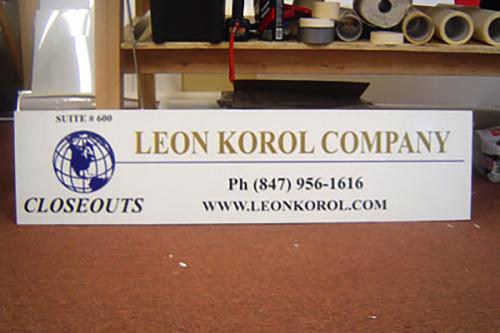 SUITE # 600
LEON KOROL COMPANY
CLOSEOUTS
Ph (847) 956-1616
WWW.LEONKOROL.COM